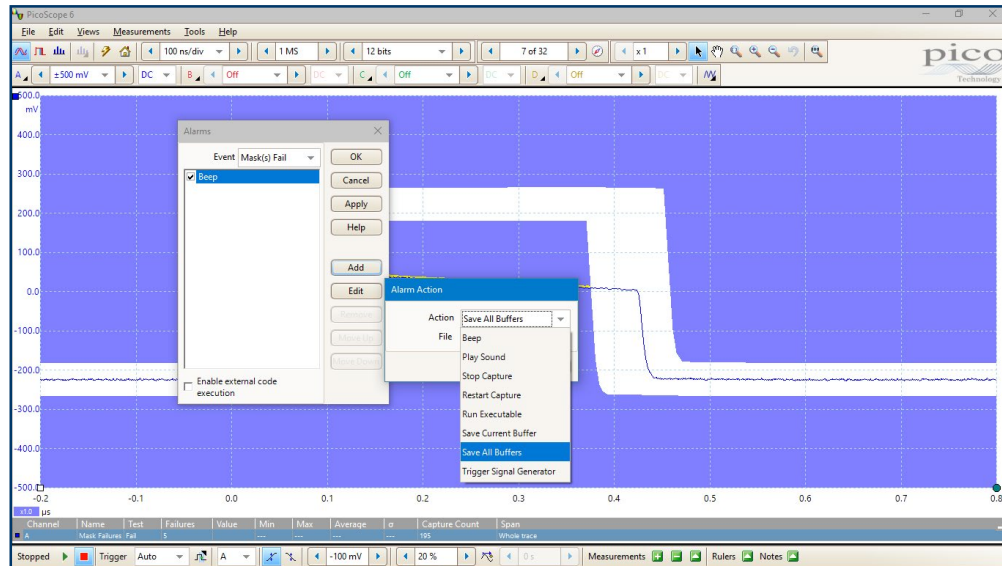 PicoScope 6
File Edit Views Measurements Tools Help
100 ns/div 1 MS 12 bits 7 of 32 x 1
pico
Technology
A ±500 mV DC B Off DC C Off DC D Off DC
500.0
mV
400.0
300.0
200.0
100.0
0.0
-100.0
-200.0
-300.0
-400.0
-500.0
Alarms
Event Mask(s) Fail
Beep
OK
Cancel
Apply
Help
Add
Edit
Remove
Move Up
Move Down
Enable external code
execution
Alarm Action
Action Save All Buffers
File
Beep
Play Sound
Stop Capture
Restart Capture
Run Executable
Save Current Buffer
Save All Buffers
Trigger Signal Generator
-0.2 -0.1 0.0 0.1 0.2 0.3 0.4 0.5 0.6 0.7 0.8
x1.0 µs
Channel Name Test Failures Value Min Max Average σ Capture Count Span
A Mask Failures Fail 5 --- --- --- --- 195 Whole trace
Stopped Trigger Auto A -100 mV 20 % 0 s Measurements Rulers Notes